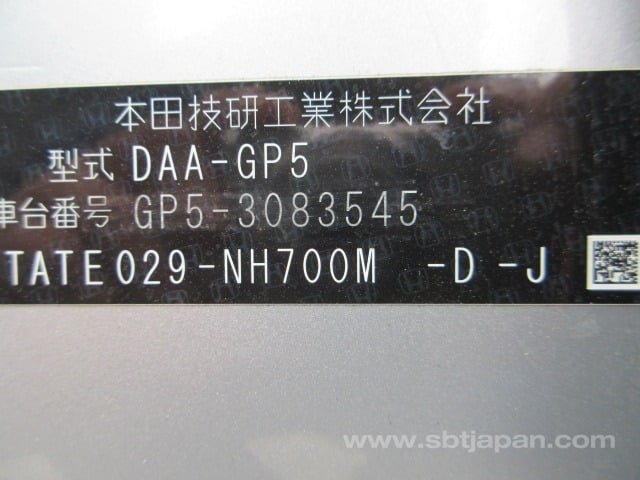 本田技研工業株式会社
型式 DAA-GP5
車台番号 GP5-3083545
TATE029-NH700M -D -J
www.sbtjapan.com